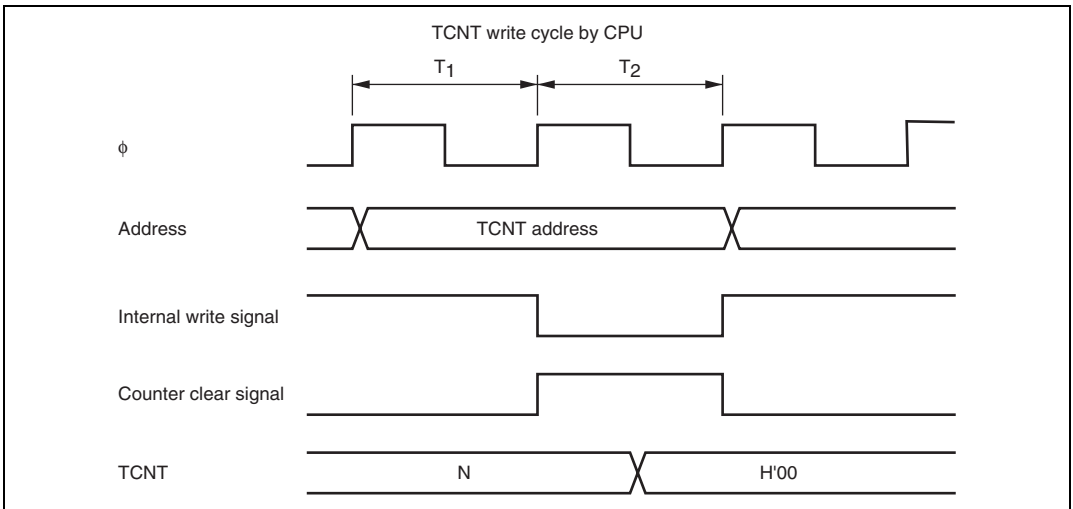 TCNT write cycle by CPU
T1 T2
φ
Address TCNT address
Internal write signal
Counter clear signal
TCNT N H'00